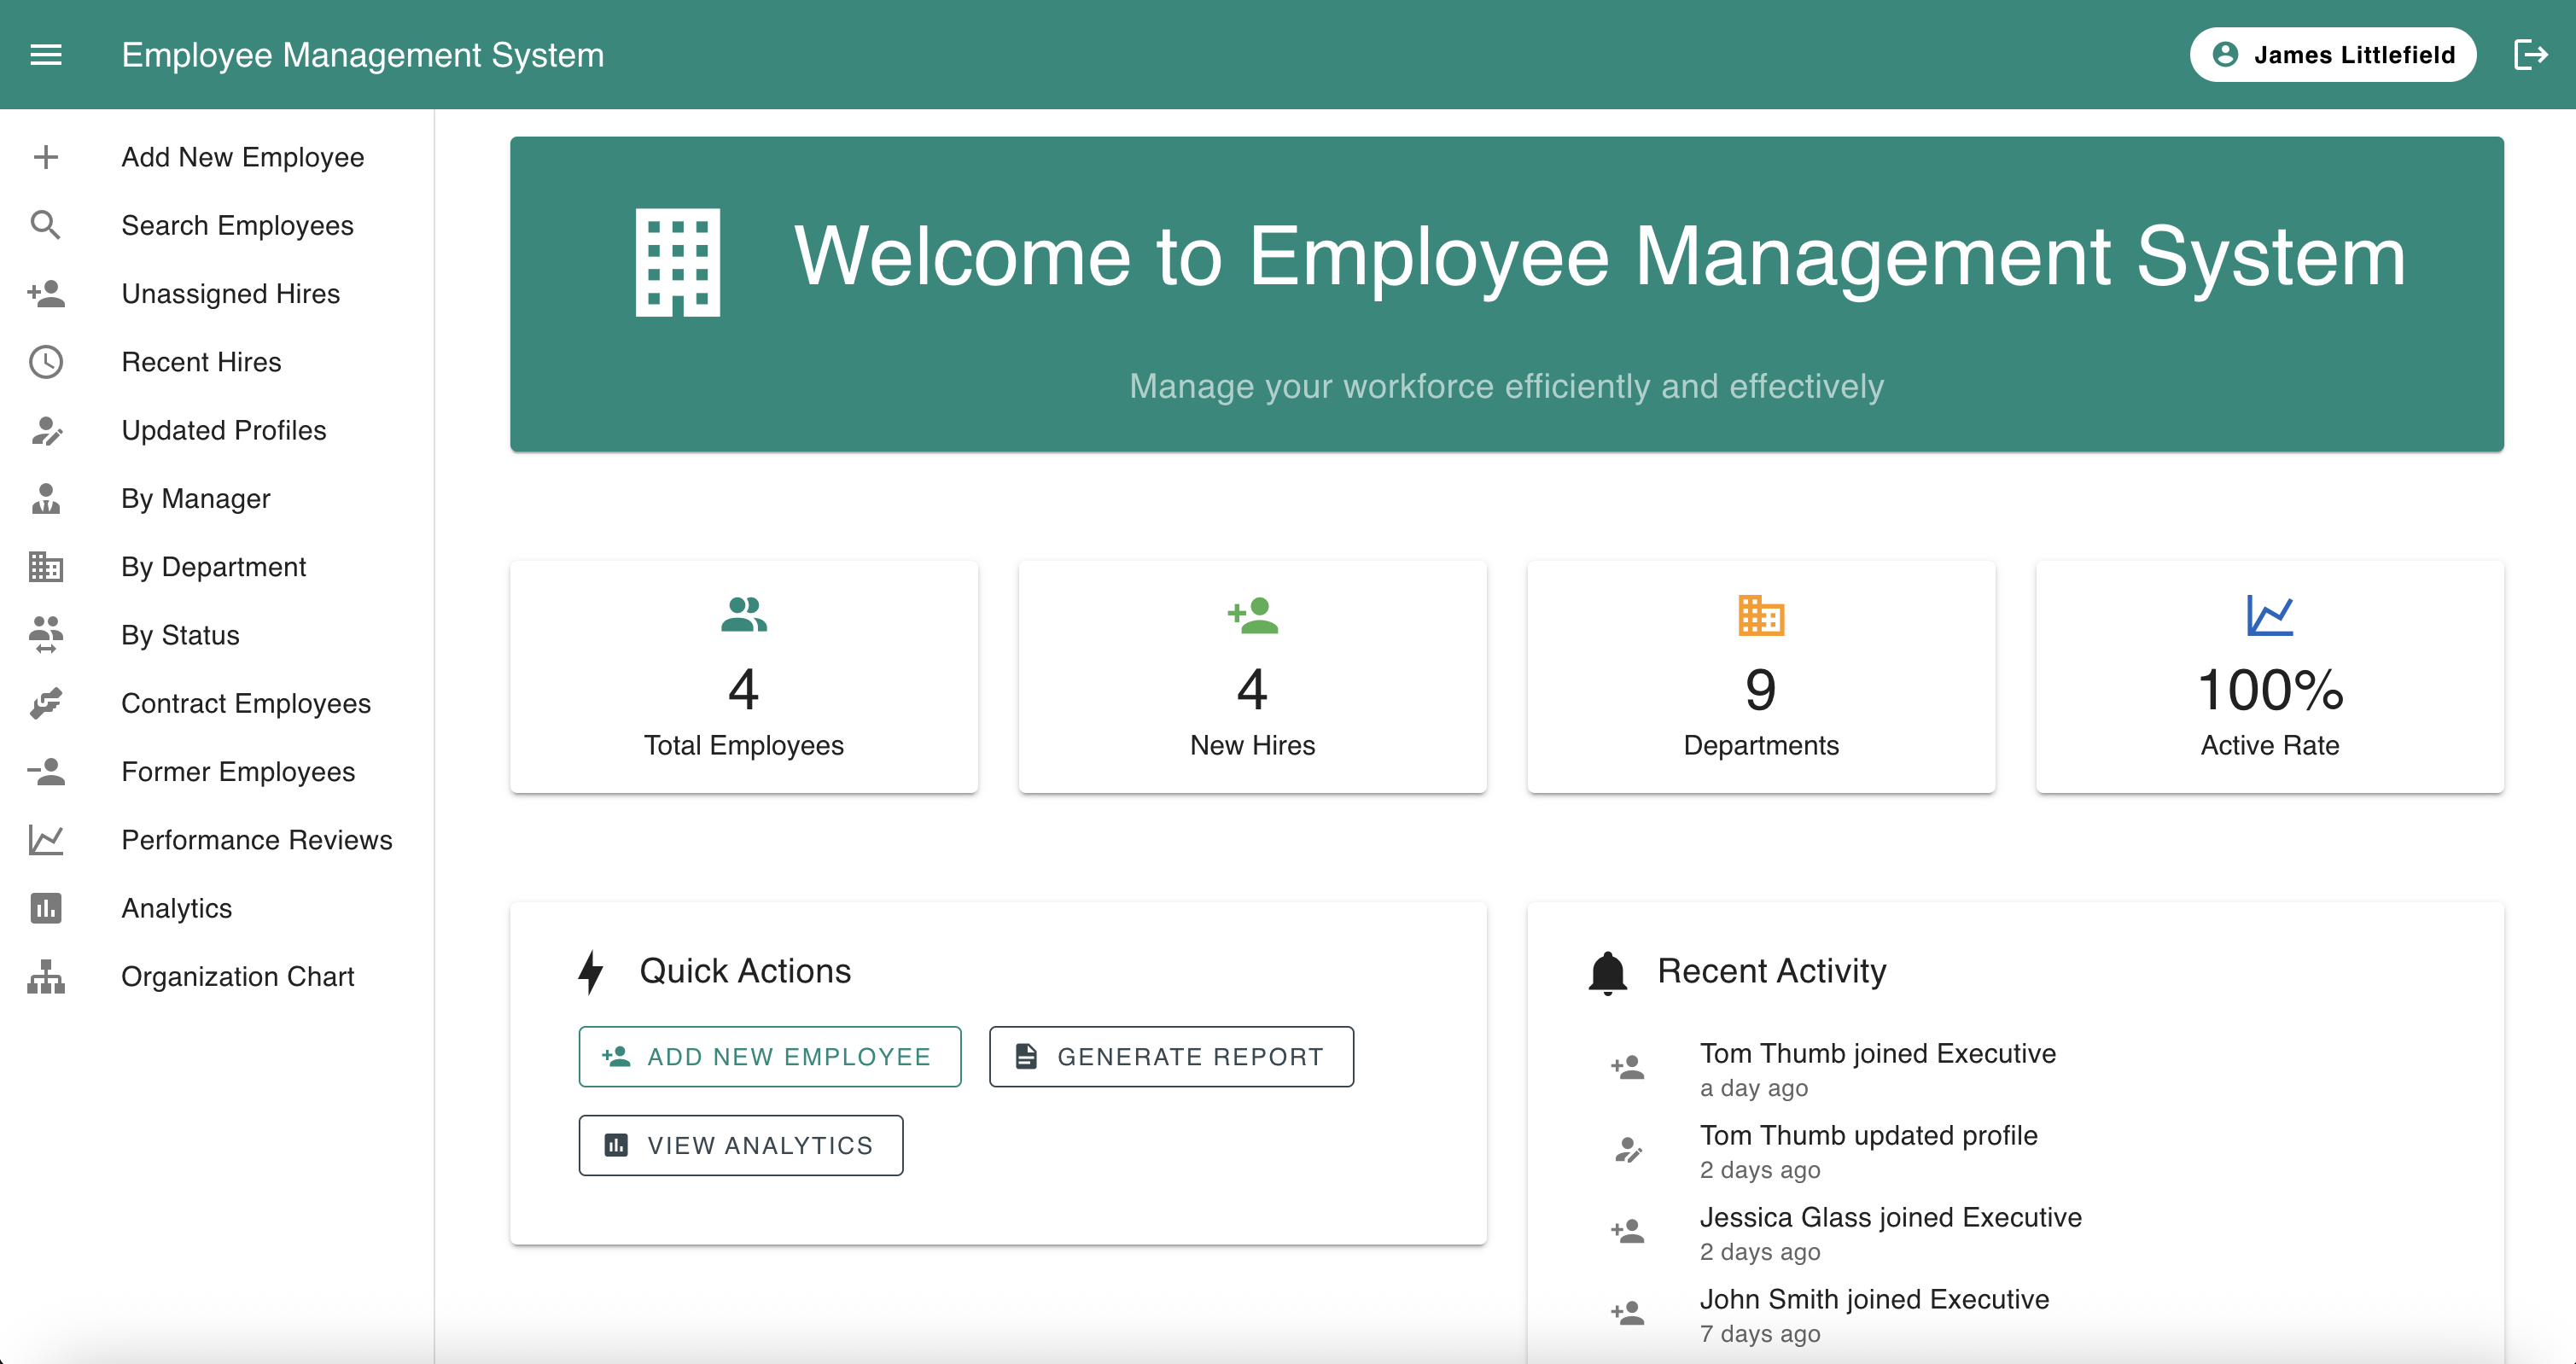 Employee Management System
James Littlefield
Add New Employee
Search Employees
Unassigned Hires
Recent Hires
Updated Profiles
By Manager
By Department
By Status
Contract Employees
Former Employees
Performance Reviews
Analytics
Organization Chart
Welcome to Employee Management System
Manage your workforce efficiently and effectively
4
Total Employees
4
New Hires
9
Departments
100%
Active Rate
Quick Actions
ADD NEW EMPLOYEE
GENERATE REPORT
VIEW ANALYTICS
Recent Activity
Tom Thumb joined Executive
a day ago
Tom Thumb updated profile
2 days ago
Jessica Glass joined Executive
2 days ago
John Smith joined Executive
7 days ago